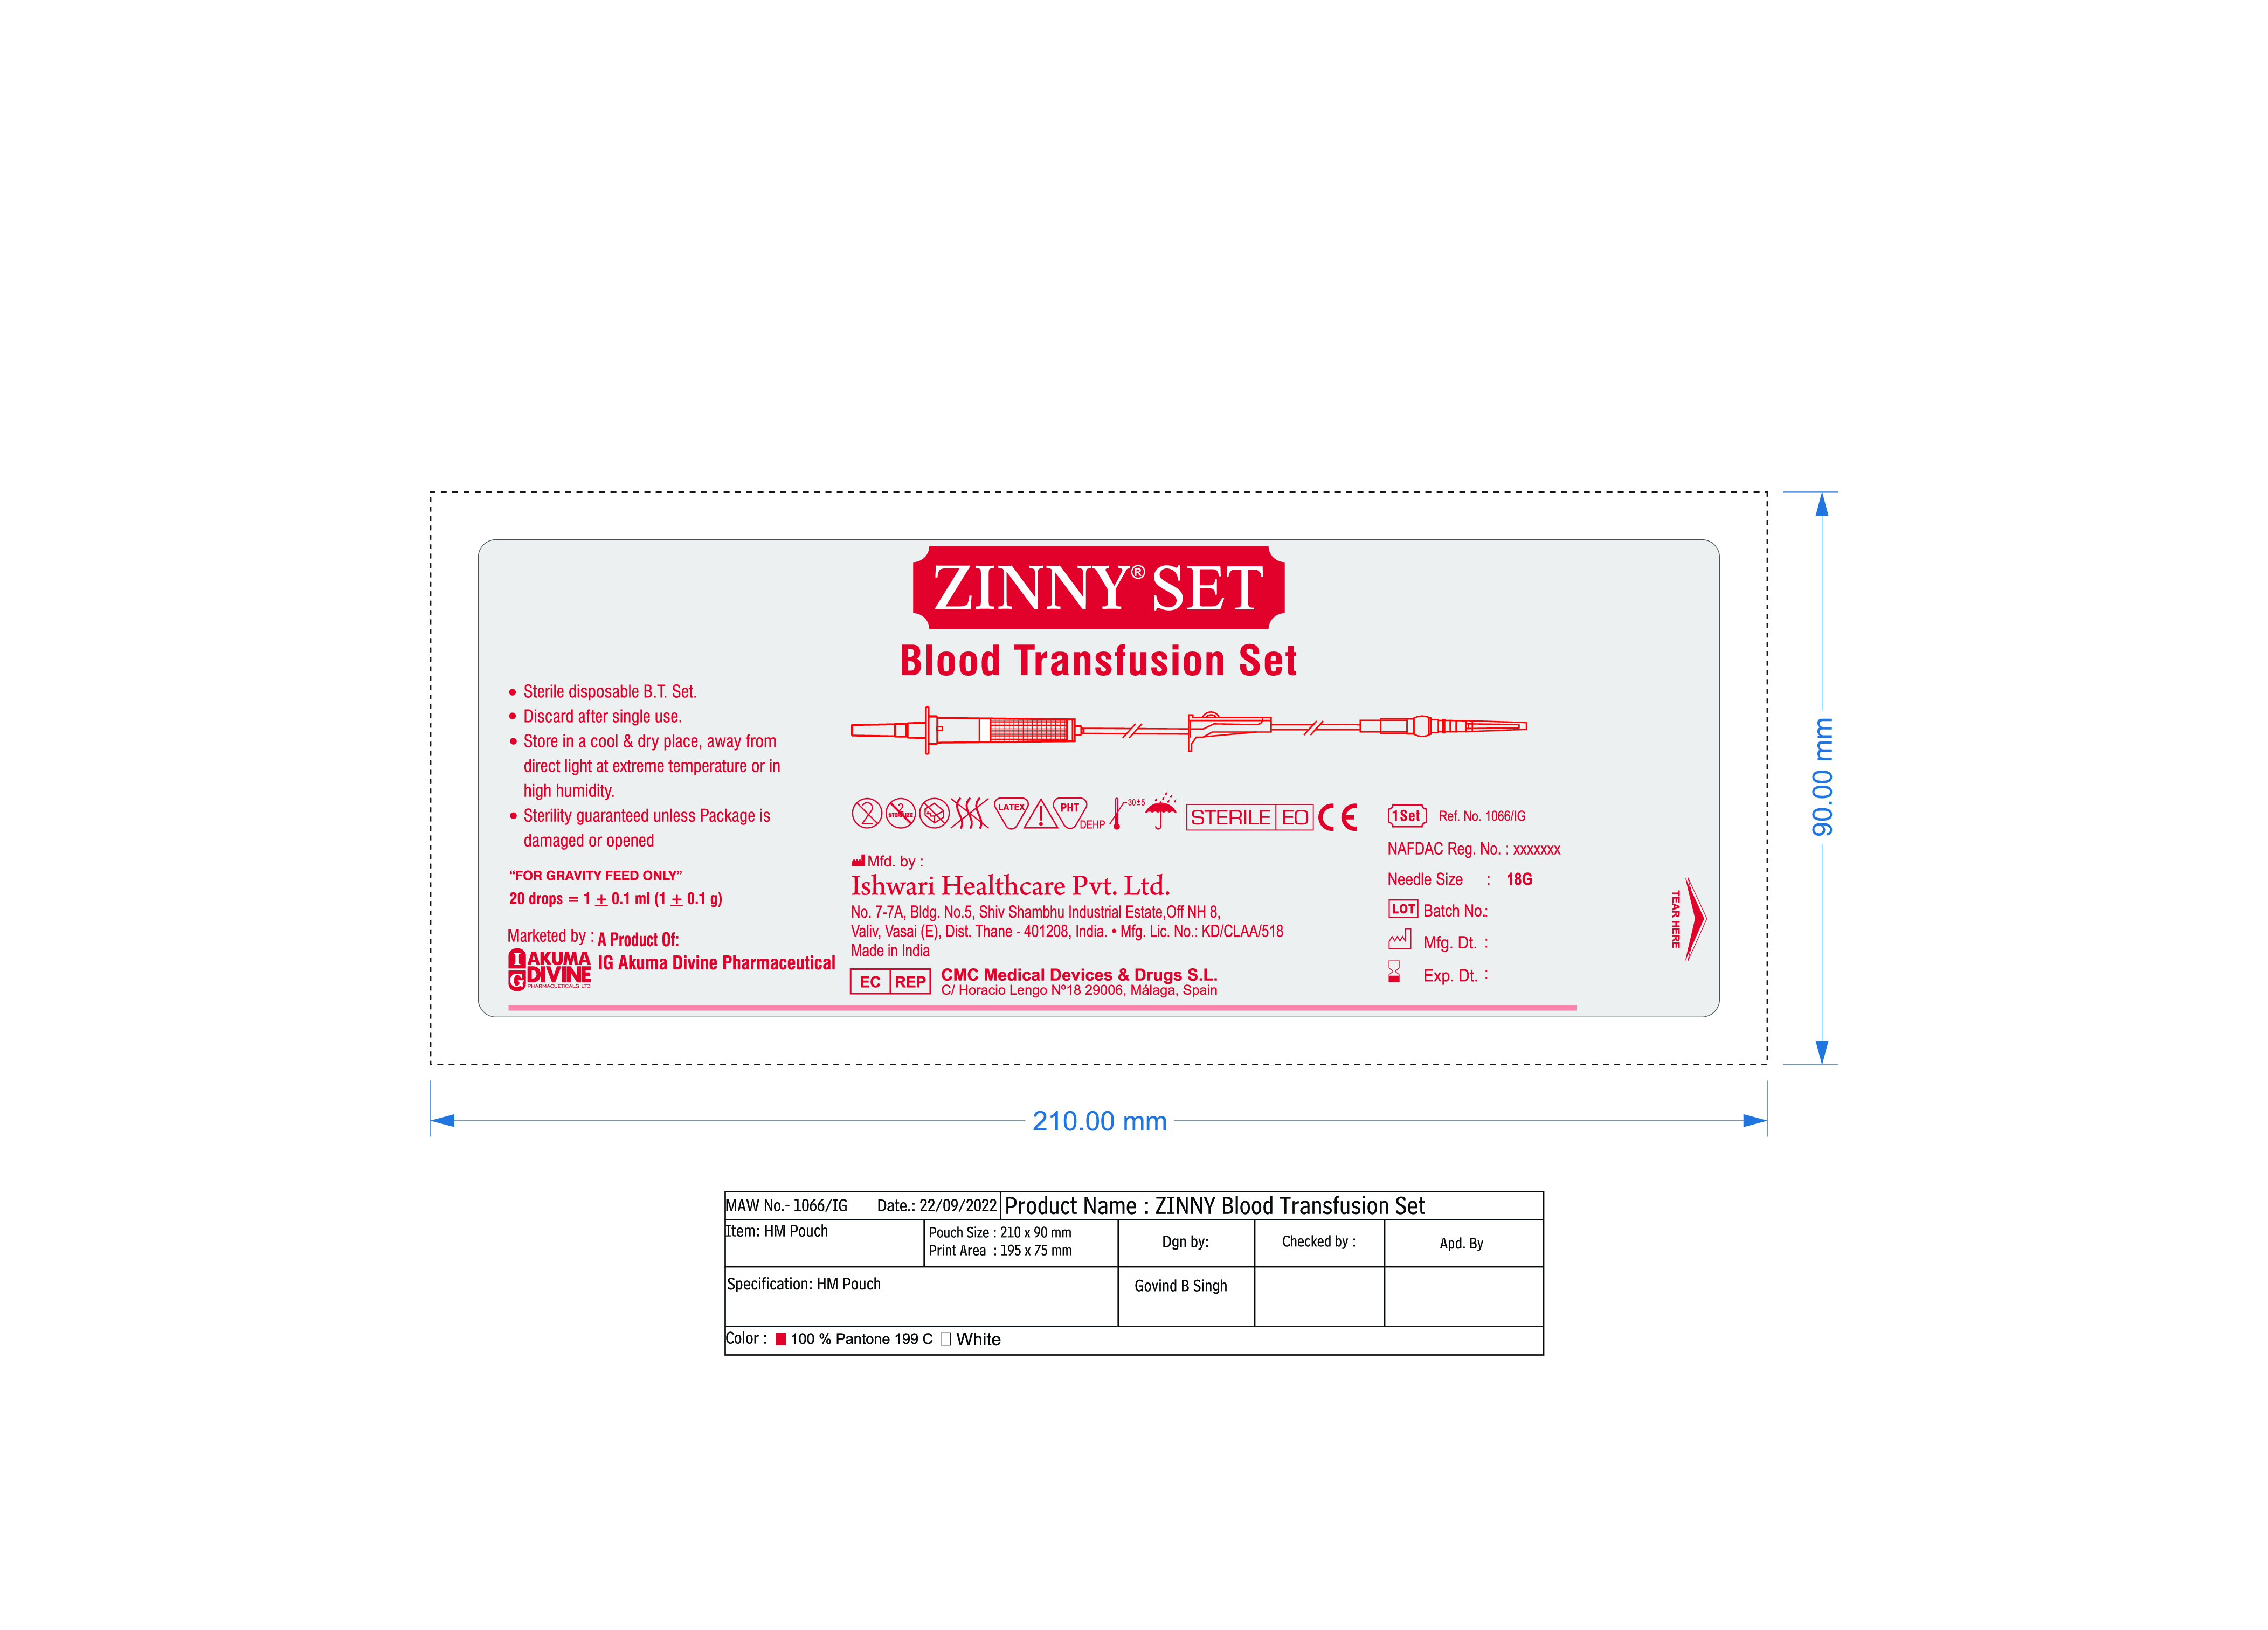 ZINNY® SET
Blood Transfusion Set
• Sterile disposable B.T. Set.
• Discard after single use.
• Store in a cool & dry place, away from
direct light at extreme temperature or in
high humidity.
• Sterility guaranteed unless Package is
damaged or opened
“FOR GRAVITY FEED ONLY”
20 drops = 1 ± 0.1 ml (1 ± 0.1 g)
Marketed by : A Product Of:
IG AKUMA DIVINE PHARMACUETICALS LTD
IG Akuma Divine Pharmaceutical
2
2 STERILIZE
LATEX
PHT
DEHP
30±5
STERILE EO
CE
Mfd. by :
Ishwari Healthcare Pvt. Ltd.
No. 7-7A, Bldg. No.5, Shiv Shambhu Industrial Estate,Off NH 8,
Valiv, Vasai (E), Dist. Thane - 401208, India. • Mfg. Lic. No.: KD/CLAA/518
Made in India
EC REP
CMC Medical Devices & Drugs S.L.
C/ Horacio Lengo Nº18 29006, Málaga, Spain
1Set Ref. No. 1066/IG
NAFDAC Reg. No. : xxxxxxx
Needle Size : 18G
LOT Batch No.:
Mfg. Dt. :
Exp. Dt. :
TEAR HERE
90.00 mm
210.00 mm
MAW No.- 1066/IG Date.: 22/09/2022 Product Name : ZINNY Blood Transfusion Set
Item: HM Pouch
Pouch Size : 210 x 90 mm
Print Area : 195 x 75 mm
Dgn by: Checked by : Apd. By
Specification: HM Pouch
Govind B Singh
Color : 100 % Pantone 199 C White